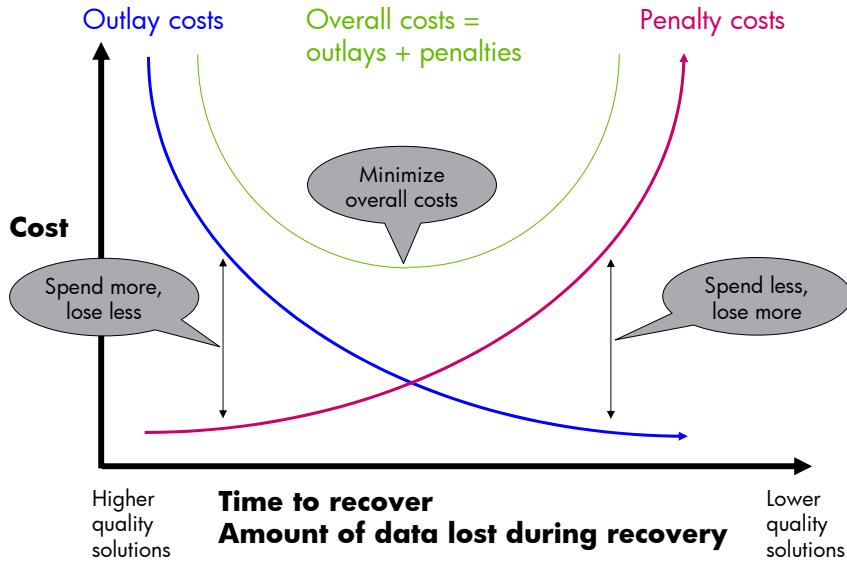 Outlay costs
Overall costs =
outlays + penalties
Penalty costs
Minimize
overall costs
Cost
Spend more,
lose less
Spend less,
lose more
Higher
quality
solutions
Time to recover
Amount of data lost during recovery
Lower
quality
solutions